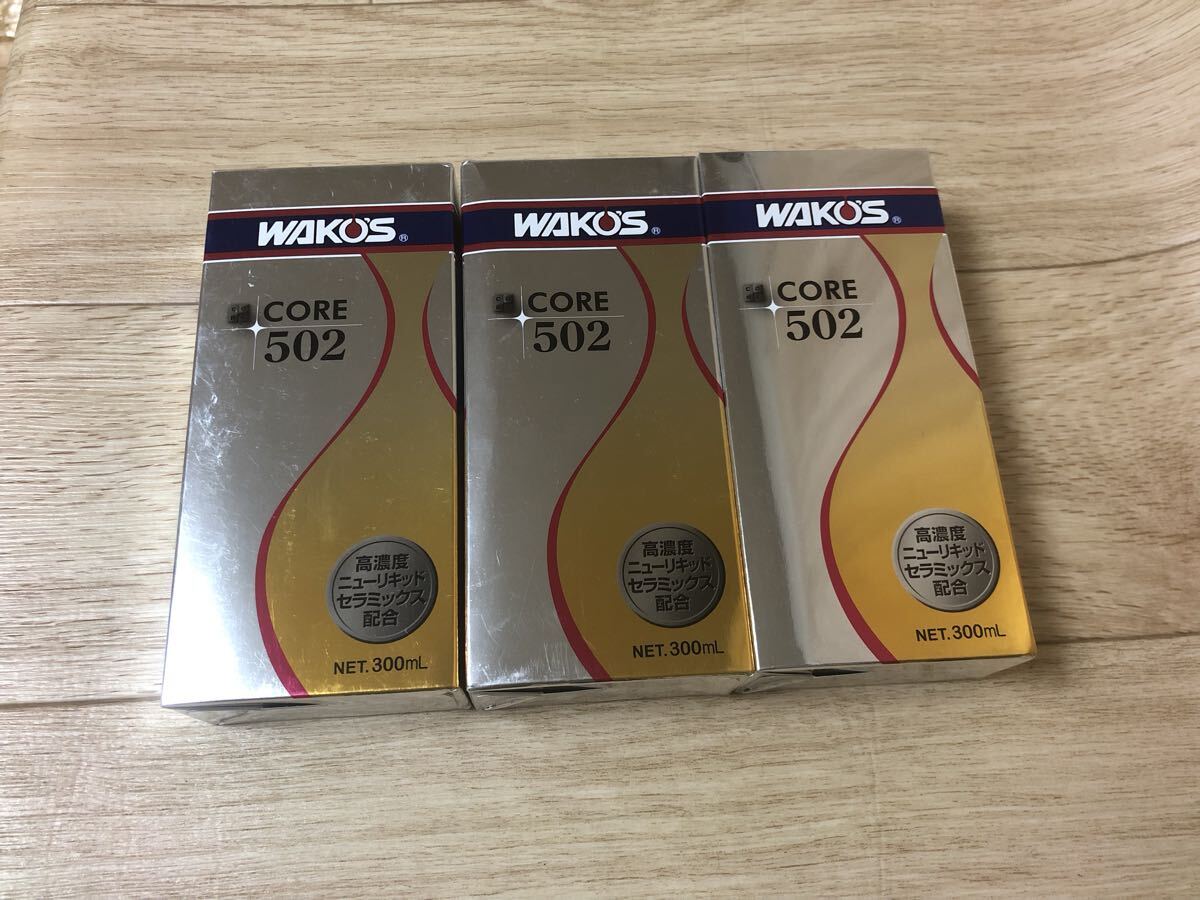 WAKO'S®
CORE
502
高濃度
ニューリキッド
セラミックス
配合
NET. 300mL
WAKO'S®
CORE
502
高濃度
ニューリキッド
セラミックス
配合
NET. 300mL
WAKO'S®
CORE
502
高濃度
ニューリキッド
セラミックス
配合
NET. 300mL